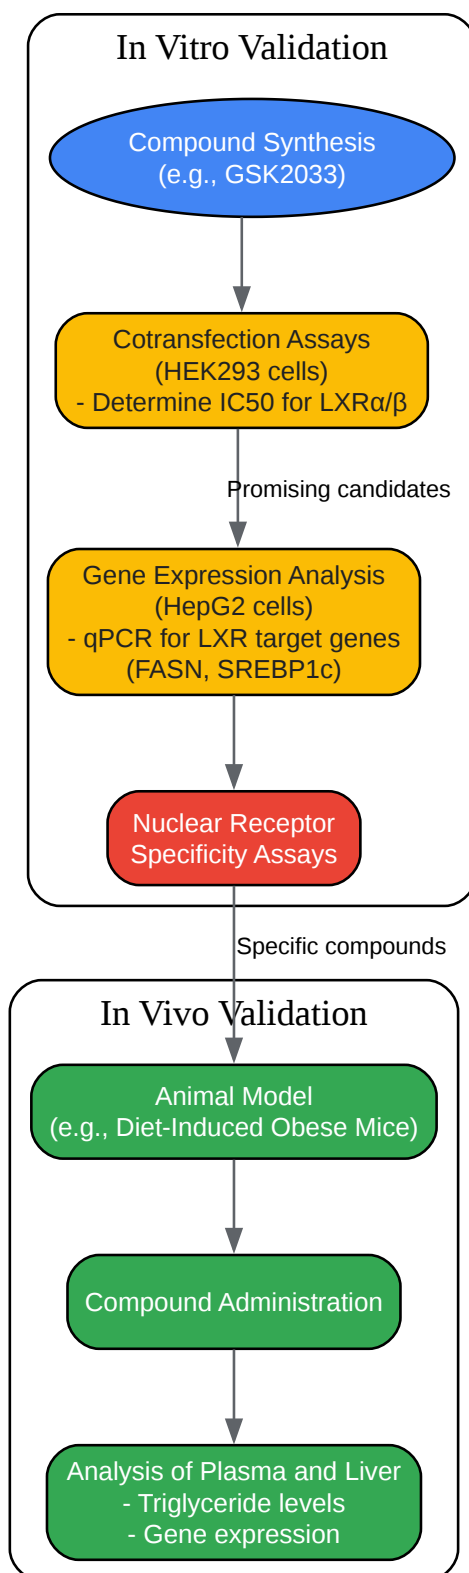 In Vitro Validation
Compound Synthesis
(e.g., GSK2033)
Cotransfection Assays
(HEK293 cells)
- Determine IC50 for LXRα/β
Promising candidates
Gene Expression Analysis
(HepG2 cells)
- qPCR for LXR target genes
(FASN, SREBP1c)
Nuclear Receptor
Specificity Assays
Specific compounds
In Vivo Validation
Animal Model
(e.g., Diet-Induced Obese Mice)
Compound Administration
Analysis of Plasma and Liver
- Triglyceride levels
- Gene expression